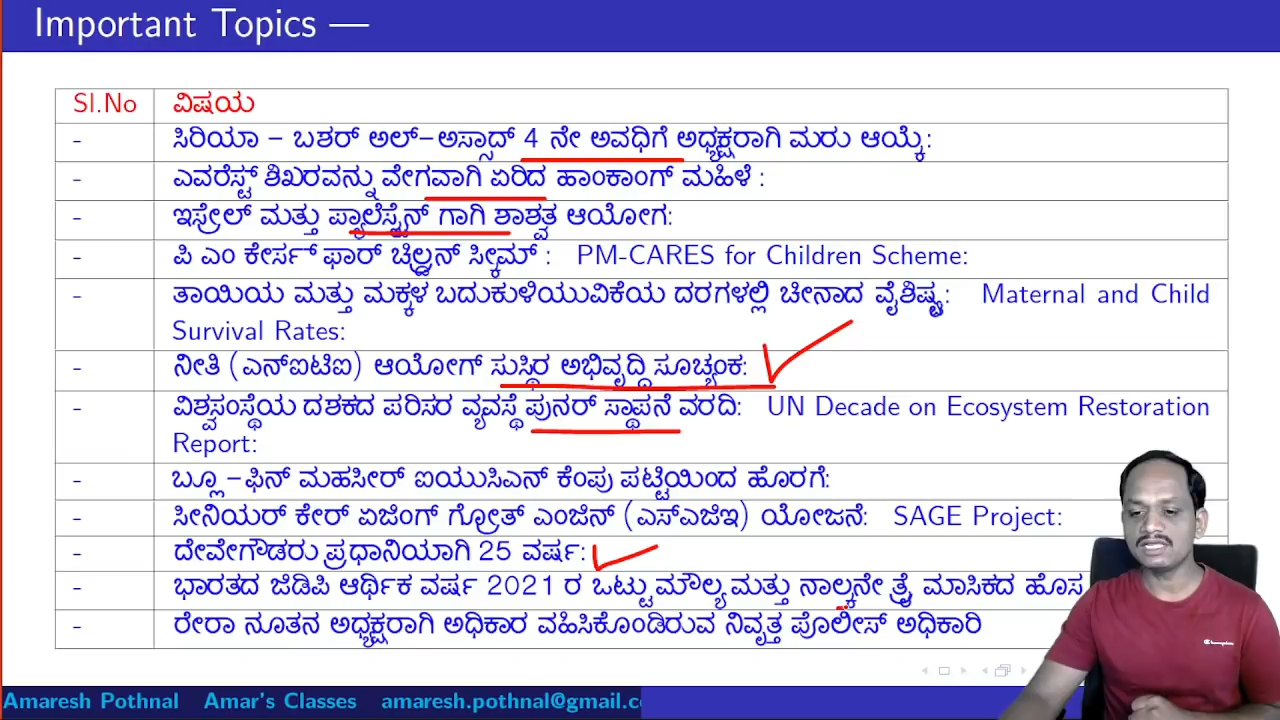 Important Topics —
Sl.No ವಿಷಯ
- ಸಿರಿಯಾ – ಬಶರ್ ಅಲ್-ಅಸ್ಸಾದ್ 4 ನೇ ಅವಧಿಗೆ ಅಧ್ಯಕ್ಷರಾಗಿ ಮರು ಆಯ್ಕೆ:
- ಎವರೆಸ್ಟ್ ಶಿಖರವನ್ನು ವೇಗವಾಗಿ ಏರಿದ ಹಾಂಕಾಂಗ್ ಮಹಿಳೆ :
- ಇಸ್ರೇಲ್ ಮತ್ತು ಪ್ಯಾಲೆಸ್ಟೈನ್ ಗಾಗಿ ಶಾಶ್ವತ ಆಯೋಗ:
- ಪಿ ಎಂ ಕೇರ್ಸ್ ಫಾರ್ ಚಿಲ್ಡ್ರನ್ ಸ್ಕೀಮ್ : PM-CARES for Children Scheme:
- ತಾಯಿಯ ಮತ್ತು ಮಕ್ಕಳ ಬದುಕುಳಿಯುವಿಕೆಯ ದರಗಳಲ್ಲಿ ಚೀನಾದ ವೈಶಿಷ್ಟ್ಯ: Maternal and Child
Survival Rates:
- ನೀತಿ (ಎನ್ಐಟಿಐ) ಆಯೋಗ್ ಸುಸ್ಥಿರ ಅಭಿವೃದ್ಧಿ ಸೂಚ್ಯಂಕ:
- ವಿಶ್ವಸಂಸ್ಥೆಯ ದಶಕದ ಪರಿಸರ ವ್ಯವಸ್ಥೆ ಪುನರ್ ಸ್ಥಾಪನೆ ವರದಿ: UN Decade on Ecosystem Restoration
Report:
- ಬ್ಲೂ –ಫಿನ್ ಮಹಸೀರ್ ಐಯುಸಿಎನ್ ಕೆಂಪು ಪಟ್ಟಿಯಿಂದ ಹೊರಗೆ:
- ಸೀನಿಯರ್ ಕೇರ್ ಏಜಿಂಗ್ ಗ್ರೋತ್ ಎಂಜಿನ್ (ಎಸ್ಎಜಿಇ) ಯೋಜನೆ: SAGE Project:
- ದೇವೇಗೌಡರು ಪ್ರಧಾನಿಯಾಗಿ 25 ವರ್ಷ:
- ಭಾರತದ ಜಿಡಿಪಿ ಆರ್ಥಿಕ ವರ್ಷ 2021 ರ ಒಟ್ಟು ಮೌಲ್ಯ ಮತ್ತು ನಾಲ್ಕನೇ ತ್ರೈ ಮಾಸಿಕದ ಹೊಸ
- ರೇರಾ ನೂತನ ಅಧ್ಯಕ್ಷರಾಗಿ ಅಧಿಕಾರ ವಹಿಸಿಕೊಂಡಿರುವ ನಿವೃತ್ತ ಪೊಲೀಸ್ ಅಧಿಕಾರಿ
Amaresh Pothnal Amar's Classes amaresh.pothnal@gmail.c